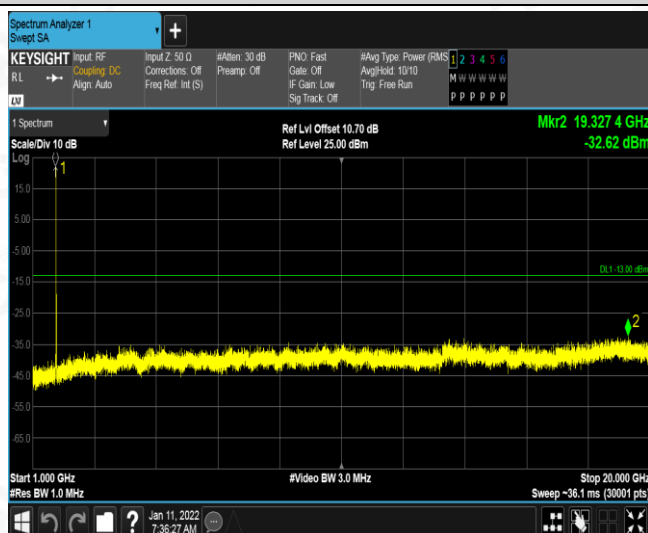 Spectrum Analyzer 1
Swept SA
+
KEYSIGHT
RL
Input: RF
Coupling: DC
Align: Auto
Input Z: 50 Ω
Corrections: Off
Freq Ref: Int (S)
#Atten: 30 dB
Preamp: Off
PNO: Fast
Gate: Off
IF Gain: Low
Sig Track: Off
#Avg Type: Power (RMS
Avg|Hold: 10/10
Trig: Free Run
1 2 3 4 5 6
M W W W W W
P P P P P P
LXI
1 Spectrum
Scale/Div 10 dB
Ref Lvl Offset 10.70 dB
Ref Level 25.00 dBm
Mkr2 19.327 4 GHz
-32.62 dBm
Log
1
15.0
5.00
-5.00
DL1 -13.00 dBm
-15.0
-25.0
2
-35.0
-45.0
-55.0
-65.0
Start 1.000 GHz
#Res BW 1.0 MHz
#Video BW 3.0 MHz
Stop 20.000 GHz
Sweep ~36.1 ms (30001 pts)
?
Jan 11, 2022
7:36:27 AM